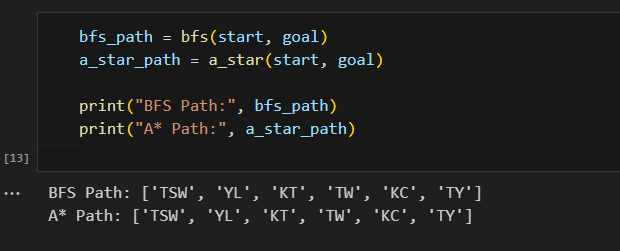 bfs_path = bfs(start, goal)
a_star_path = a_star(start, goal)
print("BFS Path:", bfs_path)
print("A* Path:", a_star_path)
[13]
...
BFS Path: ['TSW', 'YL', 'KT', 'TW', 'KC', 'TY']
A* Path: ['TSW', 'YL', 'KT', 'TW', 'KC', 'TY']